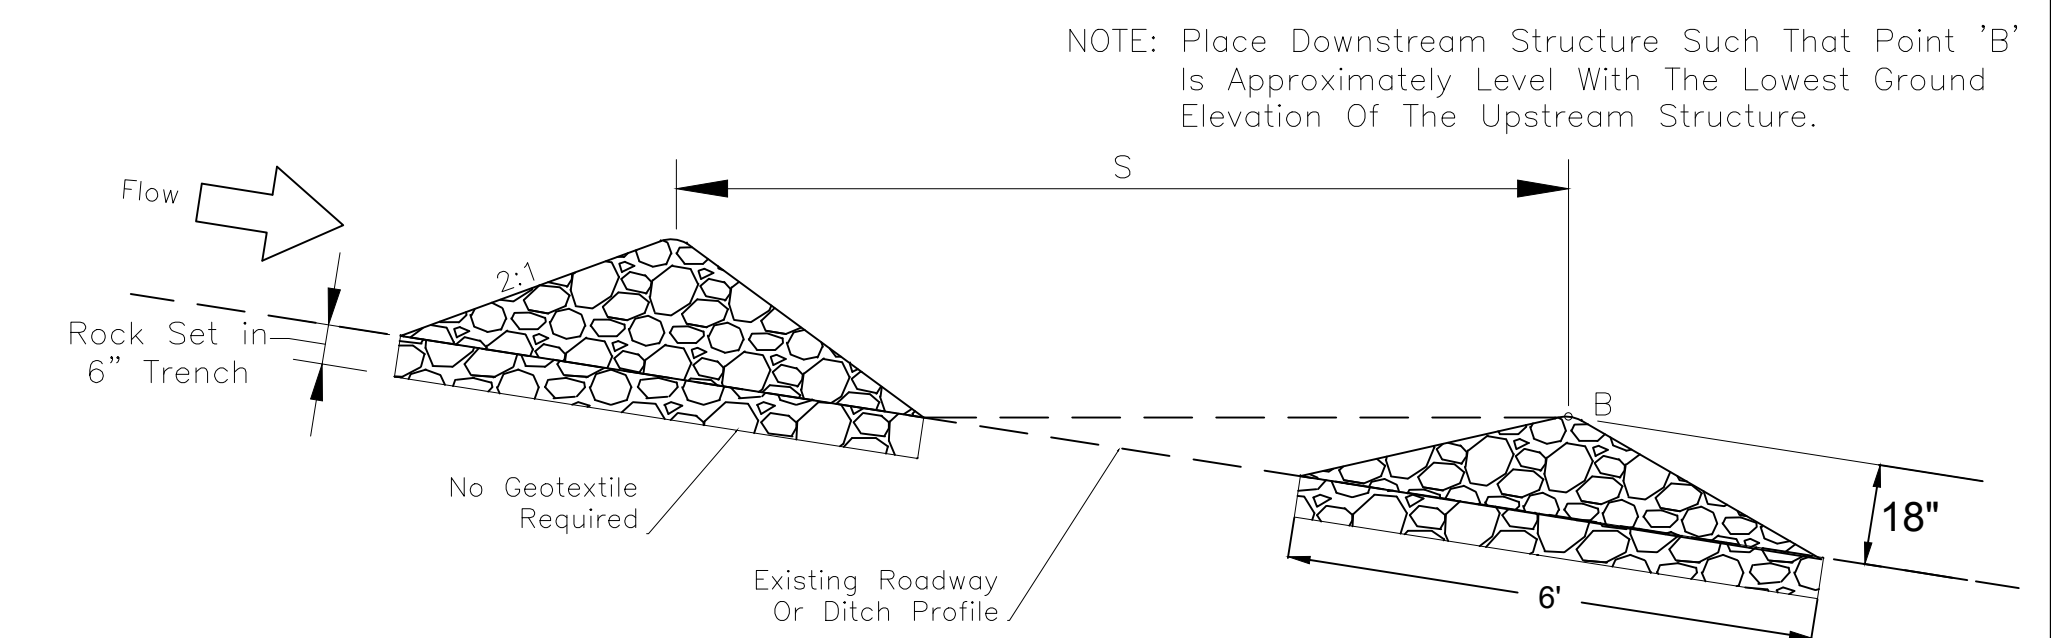 NOTE: Place Downstream Structure Such That Point 'B'
Is Approximately Level With The Lowest Ground
Elevation Of The Upstream Structure.
S
Flow
2:1
Rock Set in
6" Trench
B
No Geotextile
Required
18"
Existing Roadway
Or Ditch Profile
6'